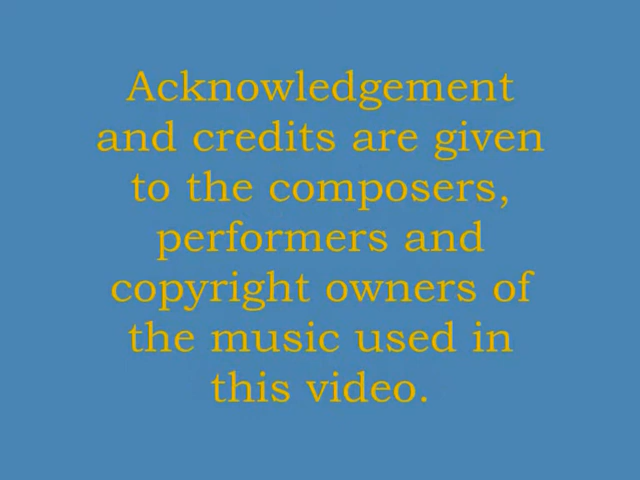 Acknowledgement
and credits are given
to the composers,
performers and
copyright owners of
the music used in
this video.